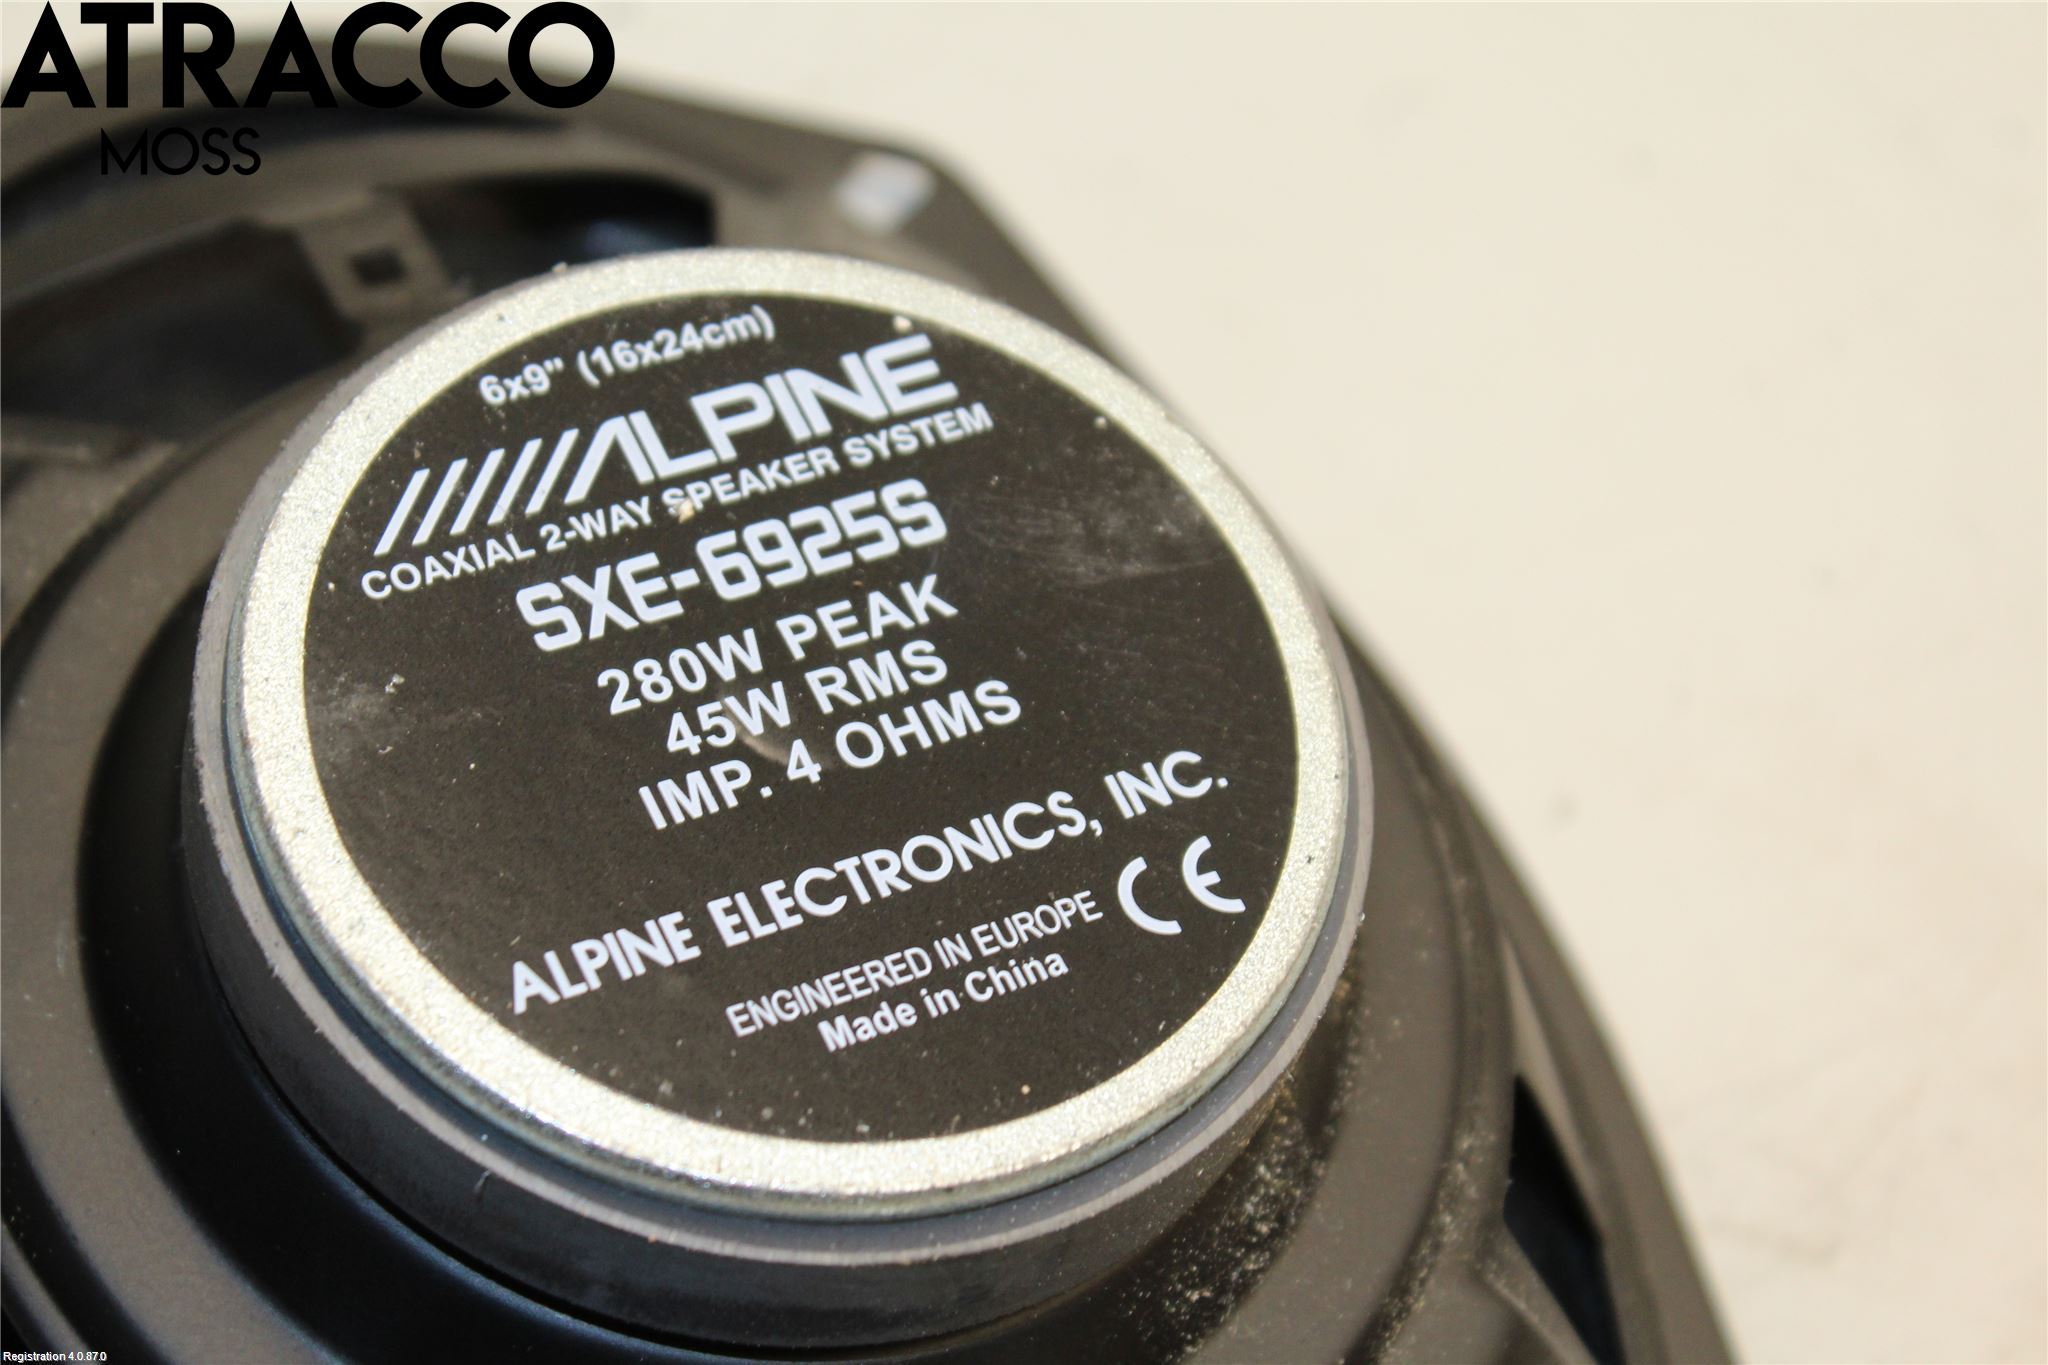 ATRACCO
MOSS
6x9" (16x24cm)
ALPINE
COAXIAL 2-WAY SPEAKER SYSTEM
SXE-6925S
280W PEAK
45W RMS
IMP. 4 OHMS
ALPINE ELECTRONICS, INC.
ENGINEERED IN EUROPE CE
Made in China
Registration 4.0.87.0